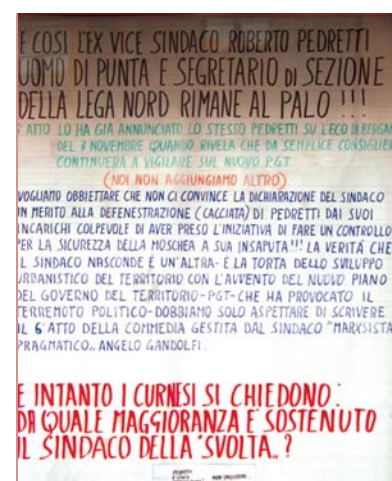 E COSI L'EX VICE SINDACO ROBERTO PEDRETTI
UOMO DI PUNTA E SEGRETARIO DI SEZIONE
DELLA LEGA NORD RIMANE AL PALO !!!
ATTO LO HA GIA ANNUNCIATO LO STESSO PEDRETTI SU L'ECO DI BERGA
DEL 7 NOVEMBRE QUANDO RIVELA CHE DA SEMPLICE CONSIGLIER
CONTINUERA A VIGILARE SUL NUOVO P.G.T.
(NOI NON AGGIUNGIAMO ALTRO)
VOGLIAMO OBBIETTARE CHE NON CI CONVINCE LA DICHIARAZIONE DEL SINDACO
IN MERITO ALLA DEFENESTRAZIONE (CACCIATA) DI PEDRETTI DAI SUOI
INCARICHI COLPEVOLE DI AVER PRESO L'INIZIATIVA DI FARE UN CONTROLLO
PER LA SICUREZZA DELLA MOSCHEA A SUA INSAPUTA!!! LA VERITÀ CHE
IL SINDACO NASCONDE È UN'ALTRA- È LA TORTA DELLO SVILUPPO
URBANISTICO DEL TERRITORIO CON L'AVVENTO DEL NUOVO PIANO
DEL GOVERNO DEL TERRITORIO-PGT-CHE HA PROVOCATO IL
TERREMOTO POLITICO-DOBBIAMO SOLO ASPETTARE DI SCRIVERE
IL 6° ATTO DELLA COMMEDIA GESTITA DAL SINDACO "MARXISTA
PRAGMATICO„ ANGELO GANDOLFI.
E INTANTO I CURNESI SI CHIEDONO:
DA QUALE MAGGIORANZA È SOSTENUTO
IL SINDACO DELLA "SVOLTA„ ?
PEDRETTI